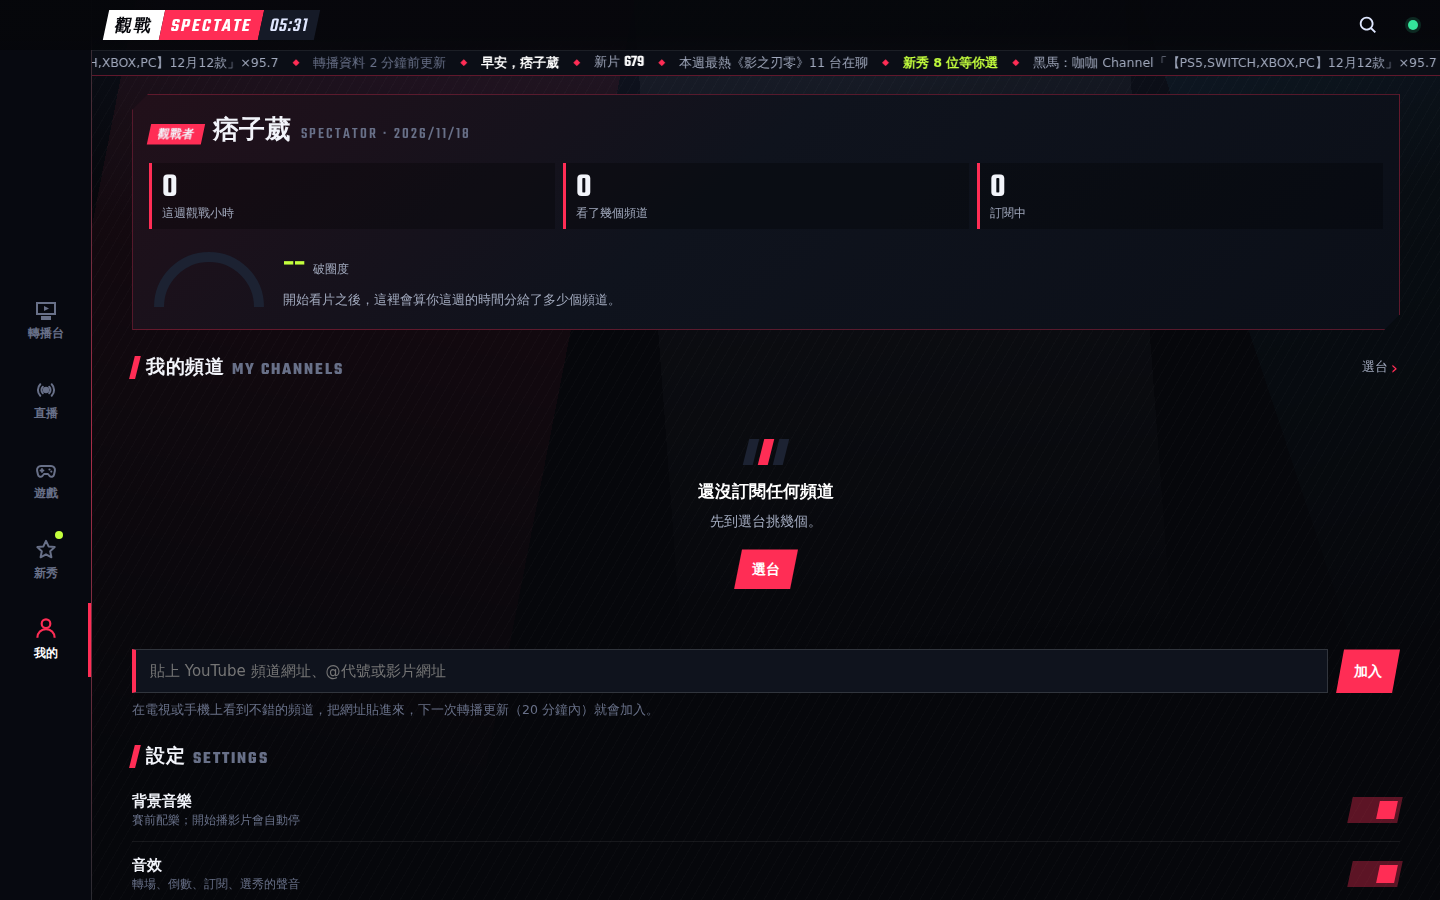 觀戰 SPECTATE 05:31
H,XBOX,PC】12月12款」×95.7 ◆ 轉播資料 2 分鐘前更新 ◆ 早安，痞子葳 ◆ 新片 679 ◆ 本週最熱《影之刃零》11 台在聊 ◆ 新秀 8 位等你選 ◆ 黑馬：咖咖 Channel「【PS5,SWITCH,XBOX,PC】12月12款」×95.7
觀戰者 痞子葳 SPECTATOR · 2026/11/18
0
這週觀戰小時
0
看了幾個頻道
0
訂閱中
-- 破圈度
開始看片之後，這裡會算你這週的時間分給了多少個頻道。
轉播台
直播
遊戲
新秀
我的
我的頻道 MY CHANNELS
選台 ›
還沒訂閱任何頻道
先到選台挑幾個。
選台
貼上 YouTube 頻道網址、@代號或影片網址
加入
在電視或手機上看到不錯的頻道，把網址貼進來，下一次轉播更新（20 分鐘內）就會加入。
設定 SETTINGS
背景音樂
賽前配樂；開始播影片會自動停
音效
轉場、倒數、訂閱、選秀的聲音